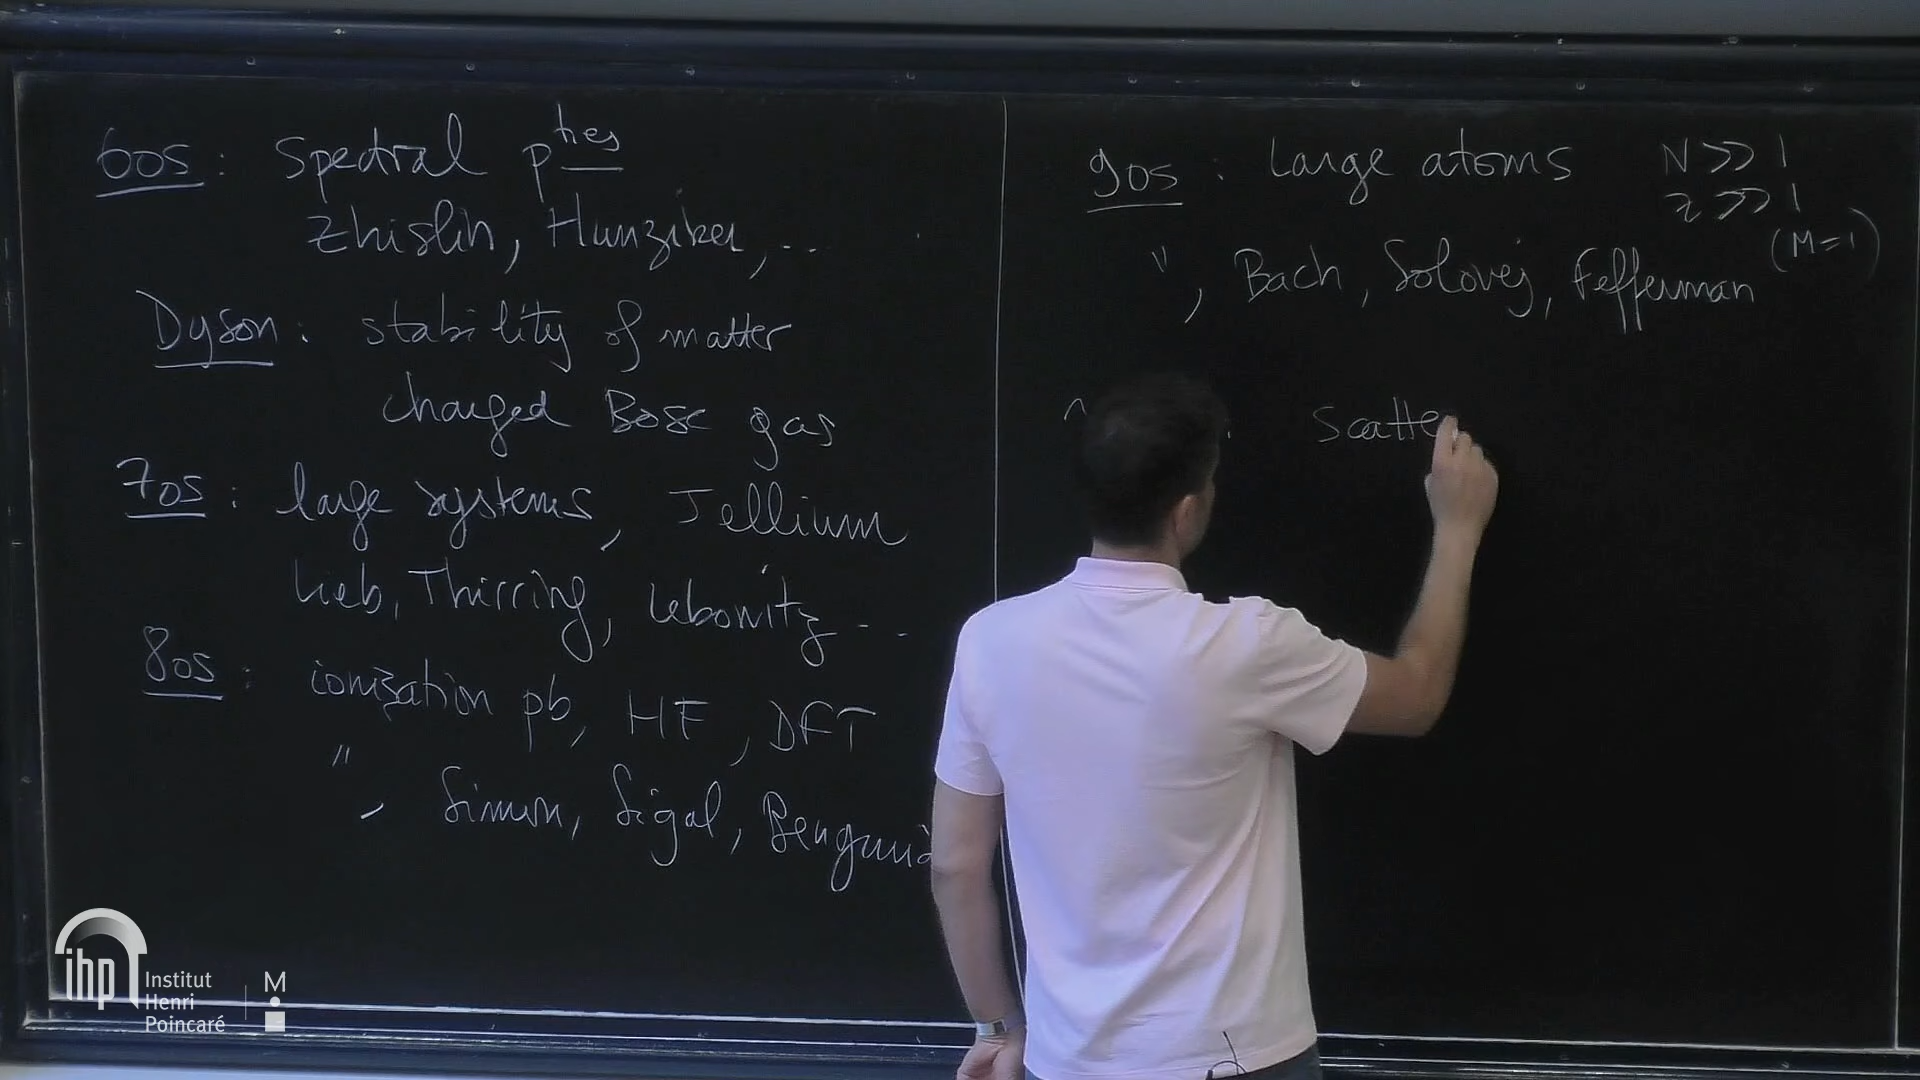 60s : Spectral pties
Zhislin, Hunziker, ...
Dyson : stability of matter
charged Bose gas
70s : large systems, Jellium
Lieb, Thirring, Lebowitz ...
80s : ionization pb, HF, DFT
" , Simon, Sigal, Benguria
90s : Large atoms N >> 1
Z >> 1
(M=1)
" , Bach, Solovej, Fefferman
: Scatte
ihp Institut
Henri
Poincaré
M